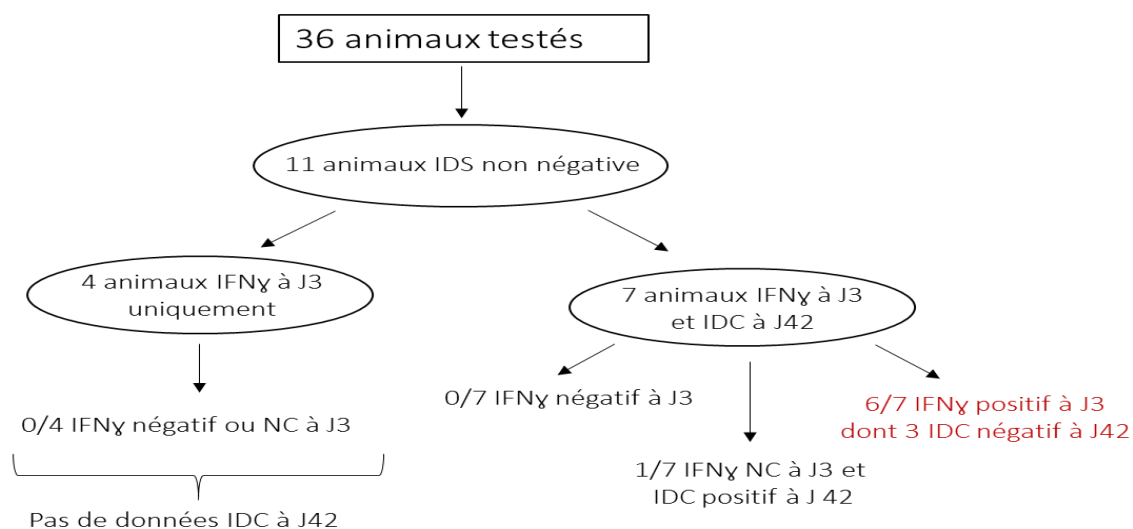 36 animaux testés
11 animaux IDS non négative
4 animaux IFNɣ à J3
uniquement
7 animaux IFNɣ à J3
et IDC à J42
0/4 IFNɣ négatif ou NC à J3
0/7 IFNɣ négatif à J3
6/7 IFNɣ positif à J3
dont 3 IDC négatif à J42
1/7 IFNɣ NC à J3 et
IDC positif à J 42
Pas de données IDC à J42